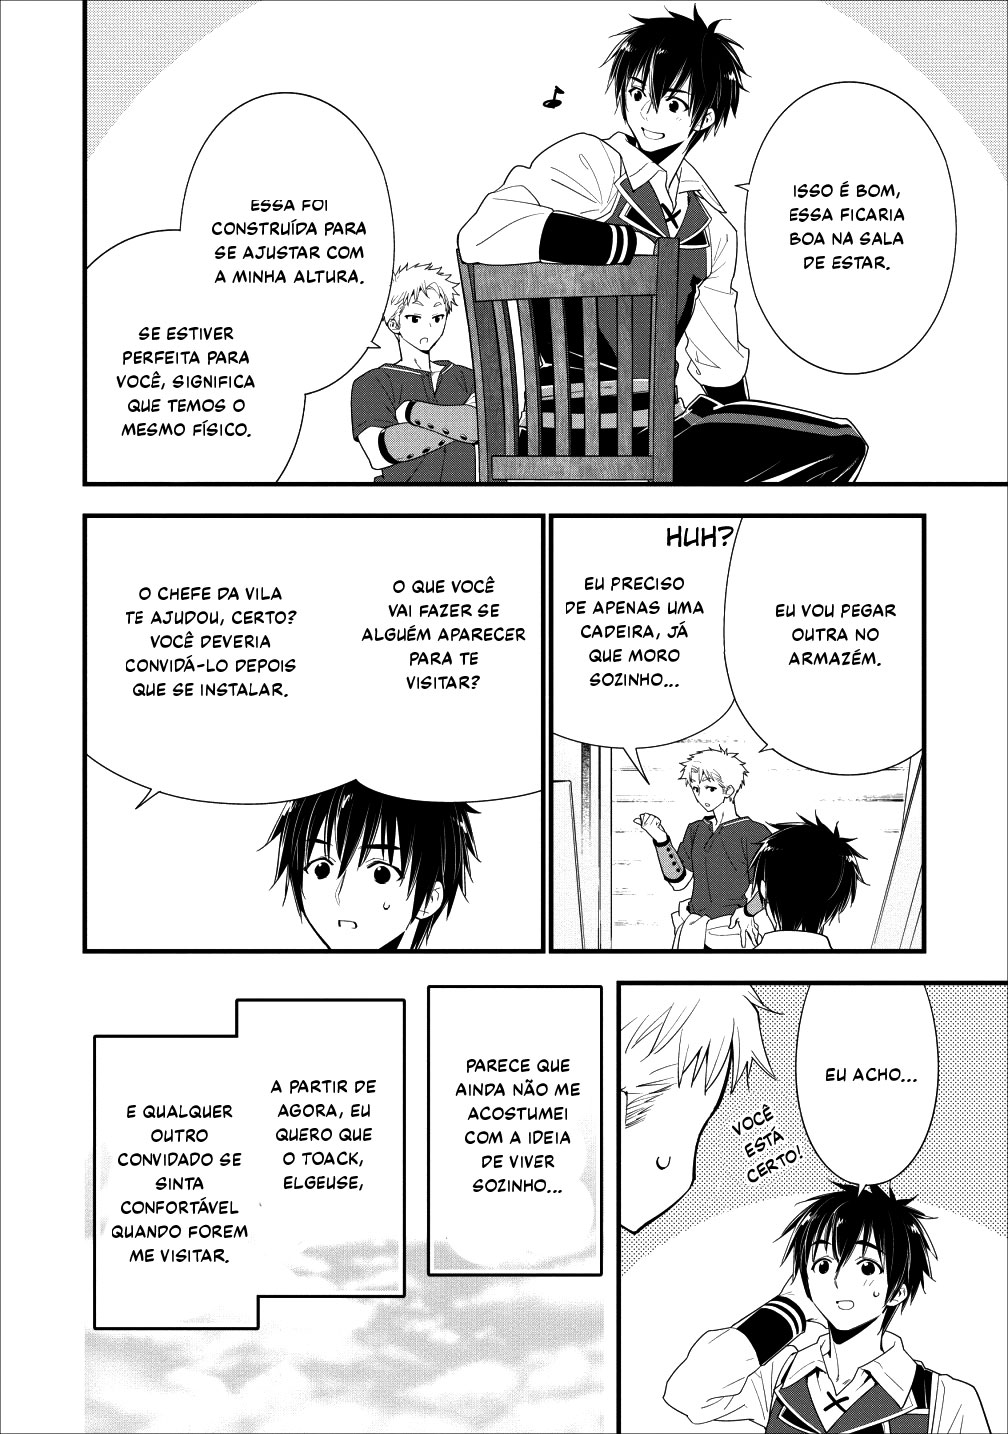 ISSO É BOM,
ESSA FICARIA
BOA NA SALA
DE ESTAR.
ESSA FOI
CONSTRUÍDA PARA
SE AJUSTAR COM
A MINHA ALTURA.
SE ESTIVER
PERFEITA PARA
VOCÊ, SIGNIFICA
QUE TEMOS O
MESMO FÍSICO.
EU VOU PEGAR
OUTRA NO
ARMAZÉM.
HUH?
EU PRECISO
DE APENAS UMA
CADEIRA, JÁ
QUE MORO
SOZINHO...
O QUE VOCÊ
VAI FAZER SE
ALGUÉM APARECER
PARA TE
VISITAR?
O CHEFE DA VILA
TE AJUDOU, CERTO?
VOCÊ DEVERIA
CONVIDÁ-LO DEPOIS
QUE SE INSTALAR.
EU ACHO...
VOCÊ
ESTÁ
CERTO!
PARECE QUE
AINDA NÃO ME
ACOSTUMEI
COM A IDEIA
DE VIVER
SOZINHO...
A PARTIR DE
AGORA, EU
QUERO QUE
O TOACK,
ELGEUSE,
E QUALQUER
OUTRO
CONVIDADO SE
SINTA
CONFORTÁVEL
QUANDO FOREM
ME VISITAR.